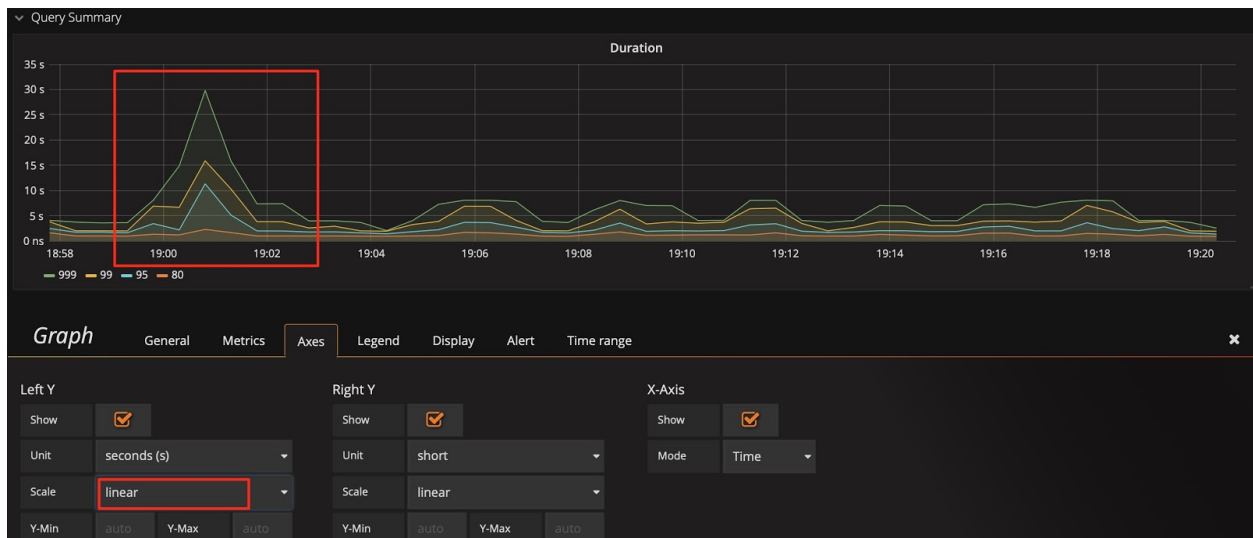 Query Summary
Duration
35 s
30 s
25 s
20 s
15 s
10 s
5 s
0 ns
18:58 19:00 19:02 19:04 19:06 19:08 19:10 19:12 19:14 19:16 19:18 19:20
999 99 95 80
Graph General Metrics Axes Legend Display Alert Time range
Left Y Right Y X-Axis
Show Show Show
Unit seconds (s) Unit short Mode Time
Scale linear Scale linear
Y-Min auto Y-Max auto Y-Min auto Y-Max auto